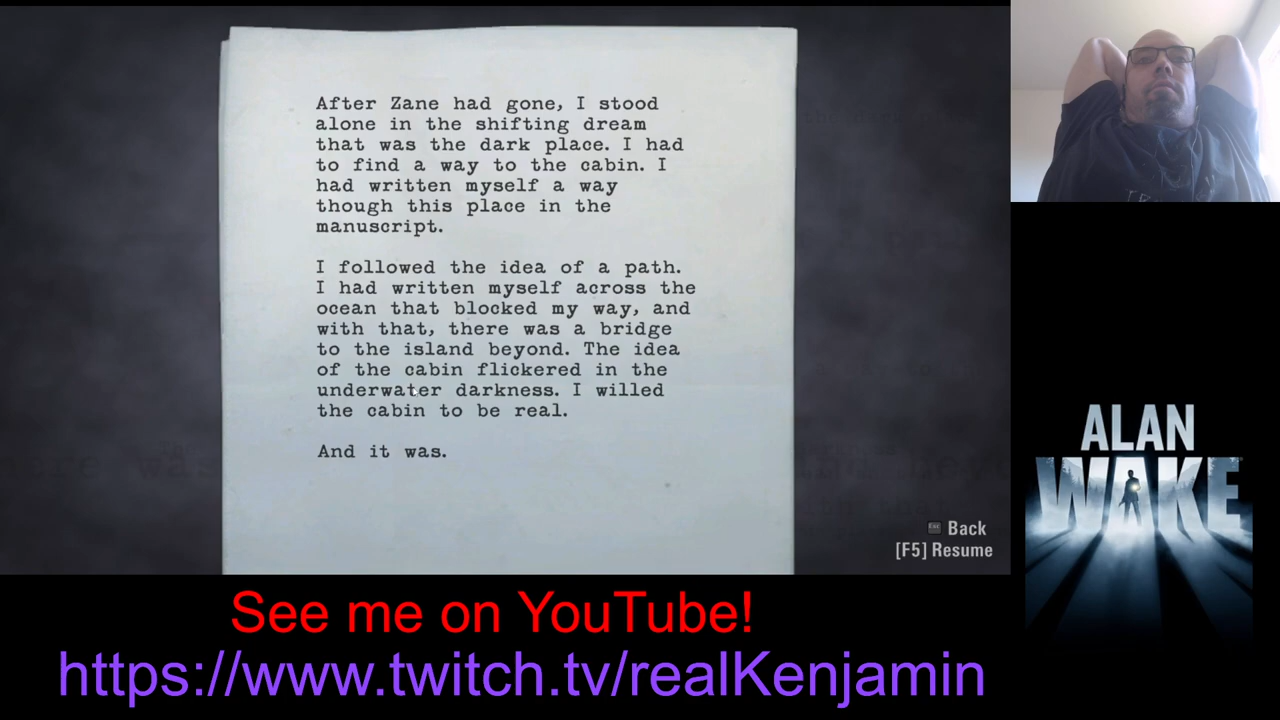 After Zane had gone, I stood
alone in the shifting dream
that was the dark place. I had
to find a way to the cabin. I
had written myself a way
though this place in the
manuscript.
I followed the idea of a path.
I had written myself across the
ocean that blocked my way, and
with that, there was a bridge
to the island beyond. The idea
of the cabin flickered in the
underwater darkness. I willed
the cabin to be real.
And it was.
Esc Back
[F5] Resume
ALAN
WAKE
See me on YouTube!
https://www.twitch.tv/realKenjamin